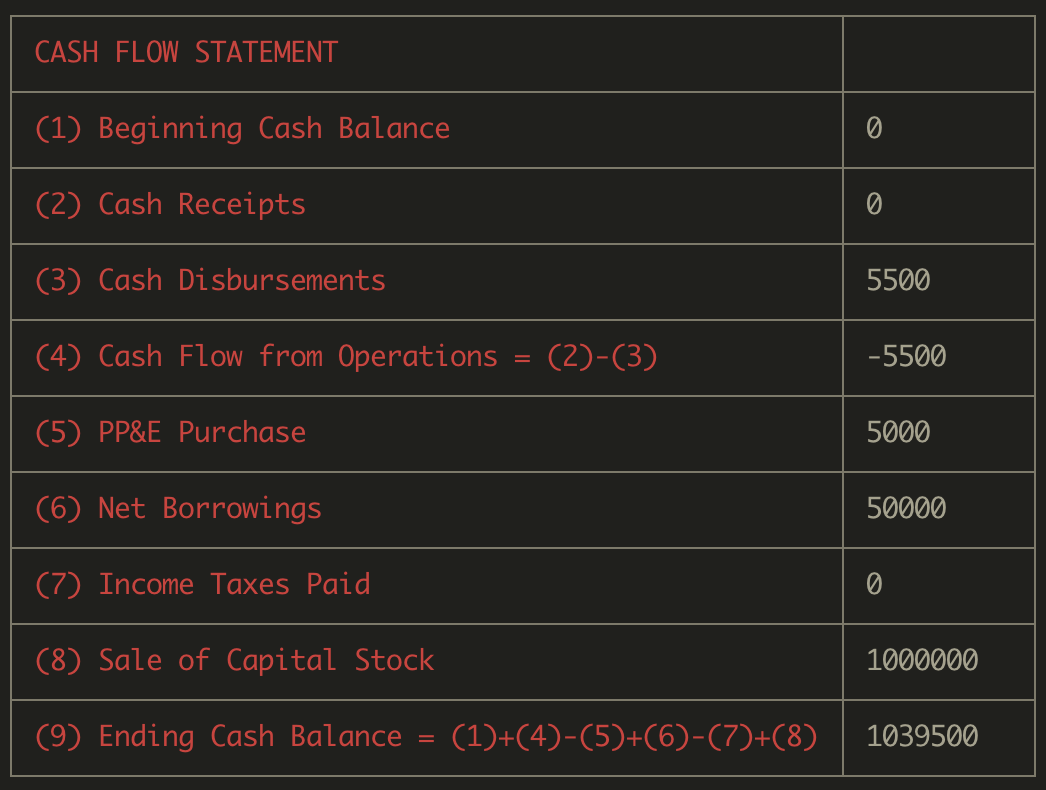 CASH FLOW STATEMENT
(1) Beginning Cash Balance 0
(2) Cash Receipts 0
(3) Cash Disbursements 5500
(4) Cash Flow from Operations = (2)-(3) -5500
(5) PP&E Purchase 5000
(6) Net Borrowings 50000
(7) Income Taxes Paid 0
(8) Sale of Capital Stock 1000000
(9) Ending Cash Balance = (1)+(4)-(5)+(6)-(7)+(8) 1039500